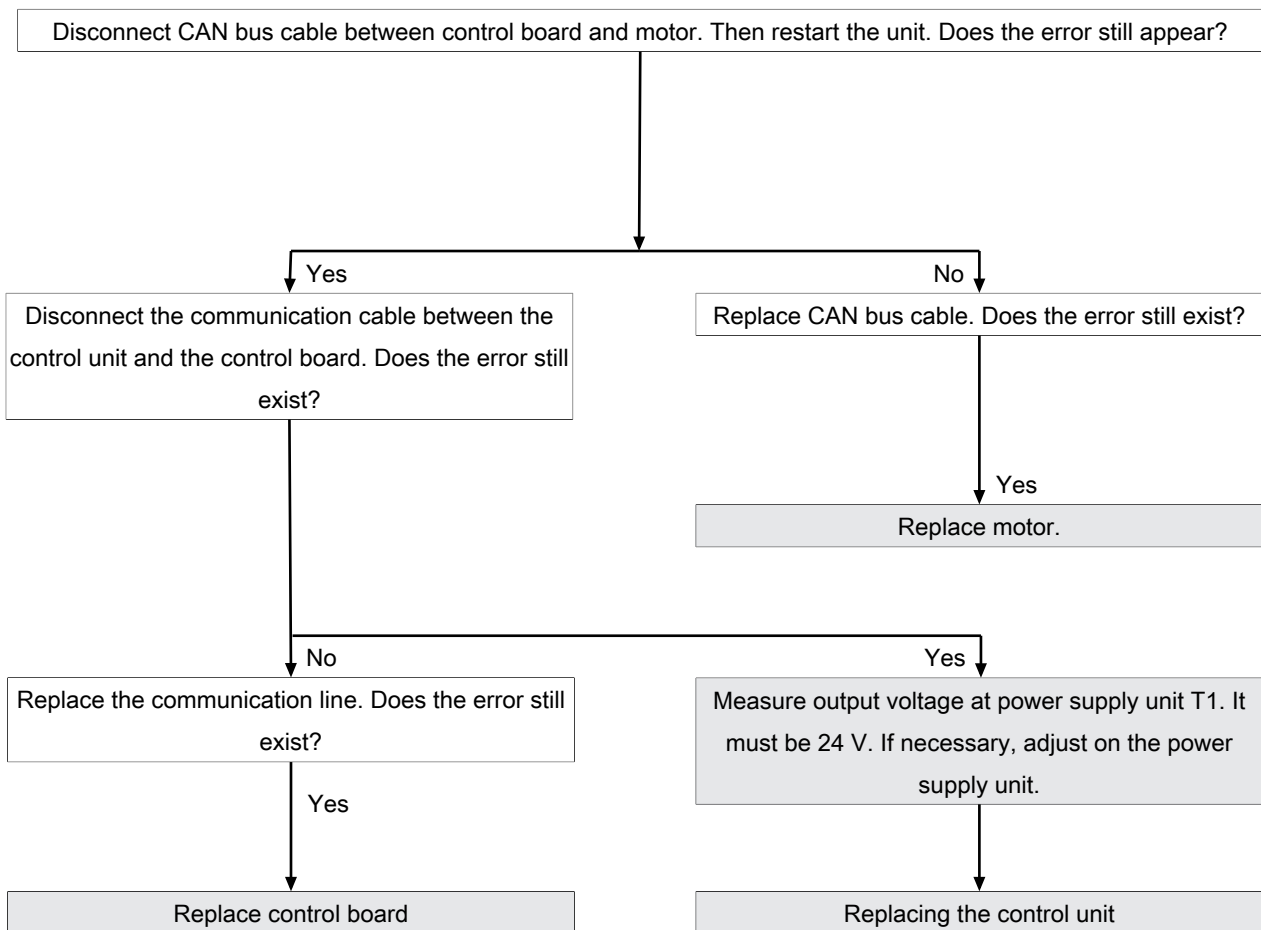 Disconnect CAN bus cable between control board and motor. Then restart the unit. Does the error still appear?
Yes
No
Disconnect the communication cable between the
control unit and the control board. Does the error still
exist?
Replace CAN bus cable. Does the error still exist?
Yes
Replace motor.
No
Yes
Replace the communication line. Does the error still
exist?
Measure output voltage at power supply unit T1. It
must be 24 V. If necessary, adjust on the power
supply unit.
Yes
Replace control board
Replacing the control unit